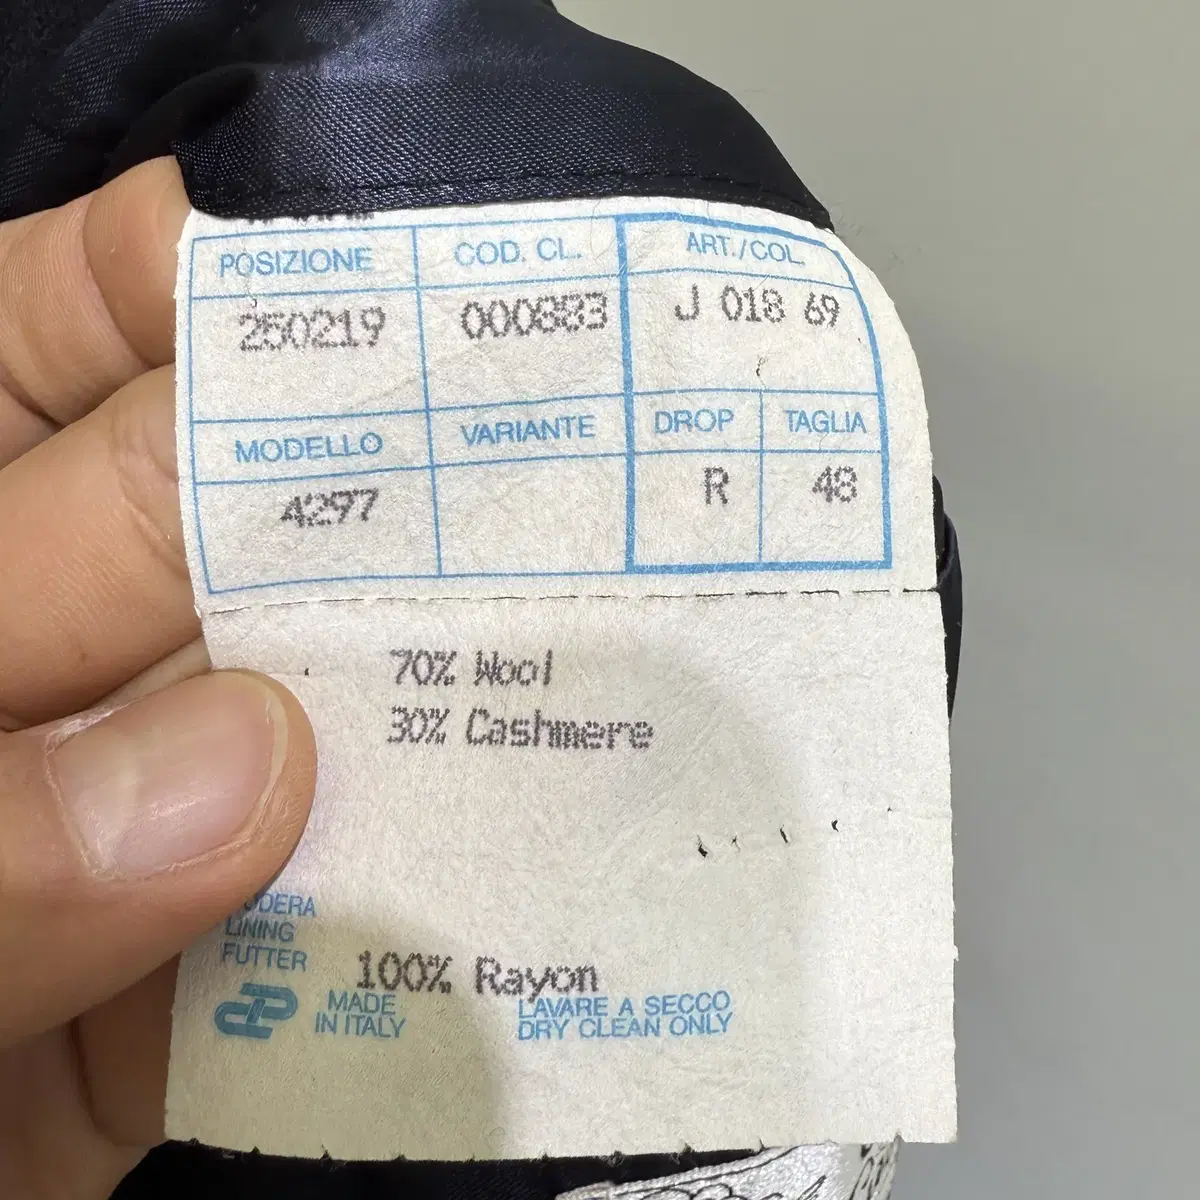 POSIZIONE COD. CL. ART./COL.
250219 000883 J 018 69
MODELLO VARIANTE DROP TAGLIA
4297 R 48
70% Wool
30% Cashmere
LINING
FUTTER
100% Rayon
MADE
IN ITALY
LAVARE A SECCO
DRY CLEAN ONLY